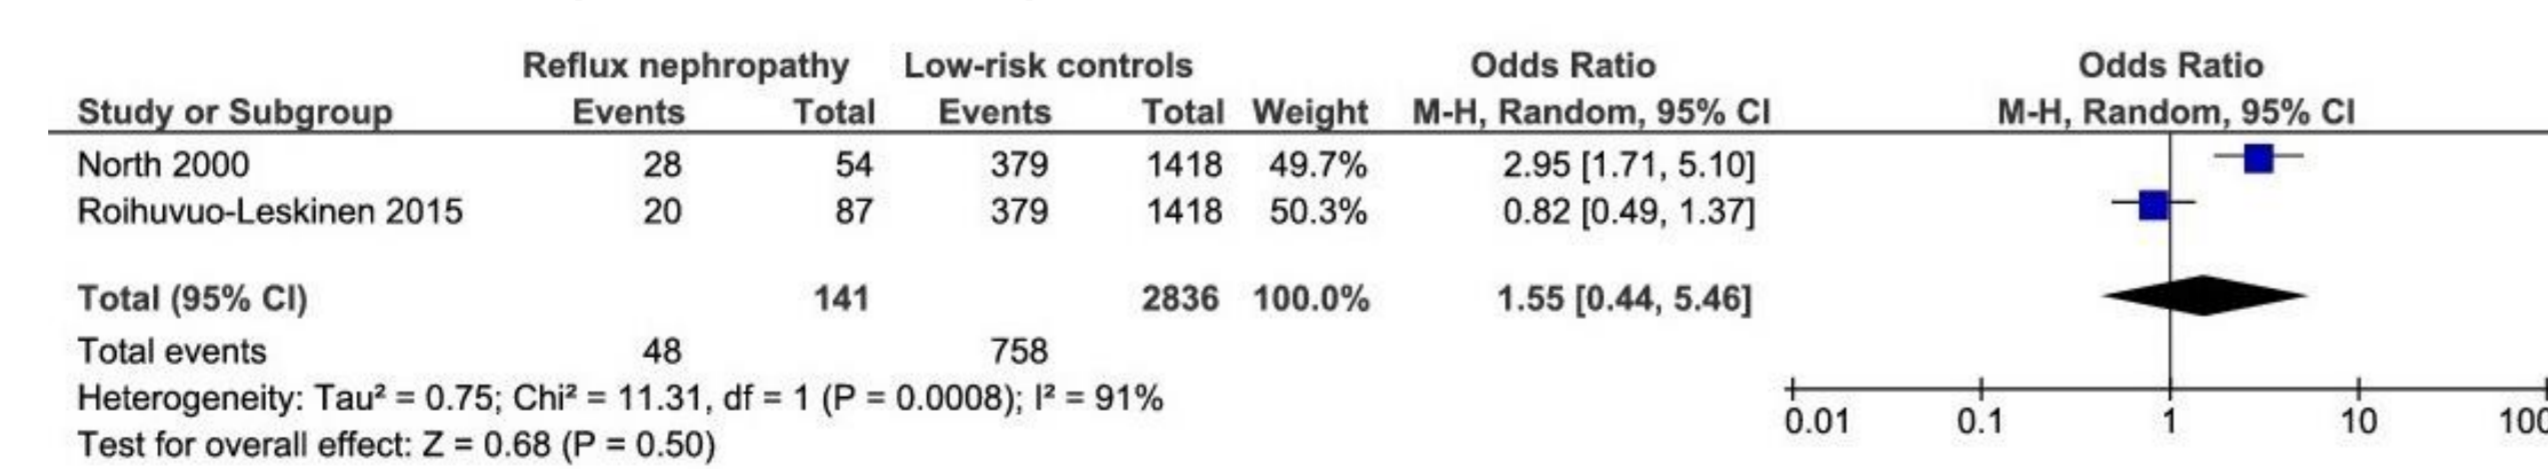 Reflux nephropathy Low-risk controls Odds Ratio Odds Ratio
Study or Subgroup Events Total Events Total Weight M-H, Random, 95% CI M-H, Random, 95% CI
North 2000 28 54 379 1418 49.7% 2.95 [1.71, 5.10]
Roihuvuo-Leskinen 2015 20 87 379 1418 50.3% 0.82 [0.49, 1.37]
Total (95% CI) 141 2836 100.0% 1.55 [0.44, 5.46]
Total events 48 758
Heterogeneity: Tau² = 0.75; Chi² = 11.31, df = 1 (P = 0.0008); I² = 91%
0.01 0.1 1 10 100
Test for overall effect: Z = 0.68 (P = 0.50)